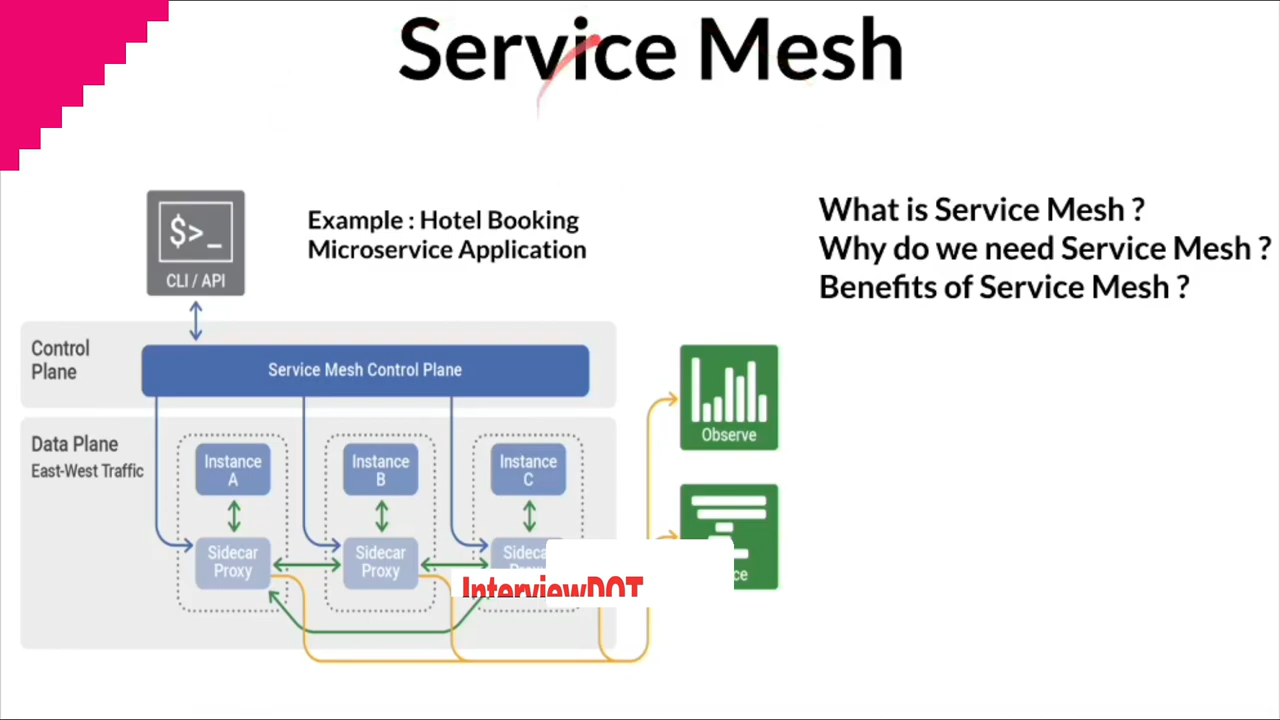 Service Mesh
$>_
CLI / API
Example : Hotel Booking
Microservice Application
What is Service Mesh ?
Why do we need Service Mesh ?
Benefits of Service Mesh ?
Control
Plane
Service Mesh Control Plane
Data Plane
East-West Traffic
Instance
A
Instance
B
Instance
C
Sidecar
Proxy
Sidecar
Proxy
Observe
InterviewDOT